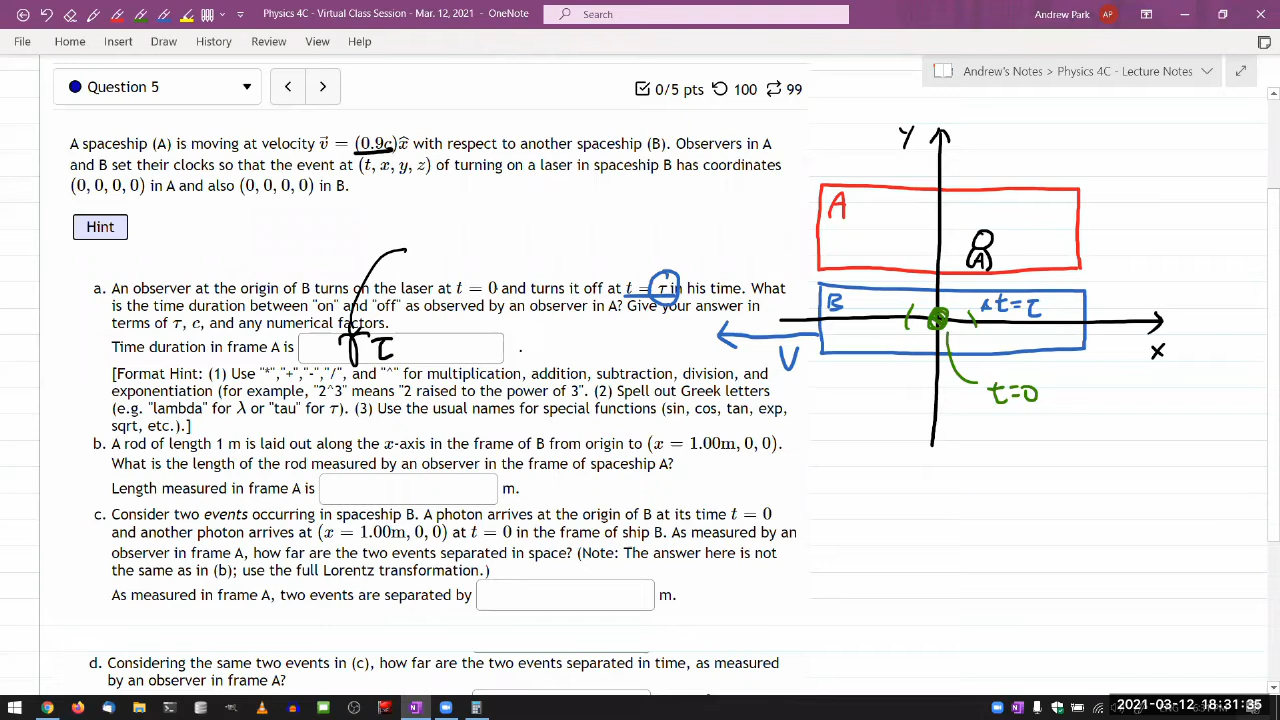 Physics 4C - Virtual Class Session - Mar. 12, 2021 - OneNote
Search
Andrew Park
AP
File Home Insert Draw History Review View Help
Question 5
0/5 pts 100 99
Andrew's Notes > Physics 4C - Lecture Notes
A spaceship (A) is moving at velocity v⃗ = (0.9c)x̂ with respect to another spaceship (B). Observers in A
and B set their clocks so that the event at (t, x, y, z) of turning on a laser in spaceship B has coordinates
(0, 0, 0, 0) in A and also (0, 0, 0, 0) in B.
Hint
a. An observer at the origin of B turns on the laser at t = 0 and turns it off at t = τ in his time. What
is the time duration between "on" and "off" as observed by an observer in A? Give your answer in
terms of τ, c, and any numerical factors.
Time duration in frame A is τ .
[Format Hint: (1) Use "*","+","-","/", and "^" for multiplication, addition, subtraction, division, and
exponentiation (for example, "2^3" means "2 raised to the power of 3". (2) Spell out Greek letters
(e.g. "lambda" for λ or "tau" for τ). (3) Use the usual names for special functions (sin, cos, tan, exp,
sqrt, etc.).]
b. A rod of length 1 m is laid out along the x-axis in the frame of B from origin to (x = 1.00m, 0, 0).
What is the length of the rod measured by an observer in the frame of spaceship A?
Length measured in frame A is m.
c. Consider two events occurring in spaceship B. A photon arrives at the origin of B at its time t = 0
and another photon arrives at (x = 1.00m, 0, 0) at t = 0 in the frame of ship B. As measured by an
observer in frame A, how far are the two events separated in space? (Note: The answer here is not
the same as in (b); use the full Lorentz transformation.)
As measured in frame A, two events are separated by m.
d. Considering the same two events in (c), how far are the two events separated in time, as measured
by an observer in frame A?
y
A
A
B
t=τ
V
x
t=0
2021-03-12 18:31:35